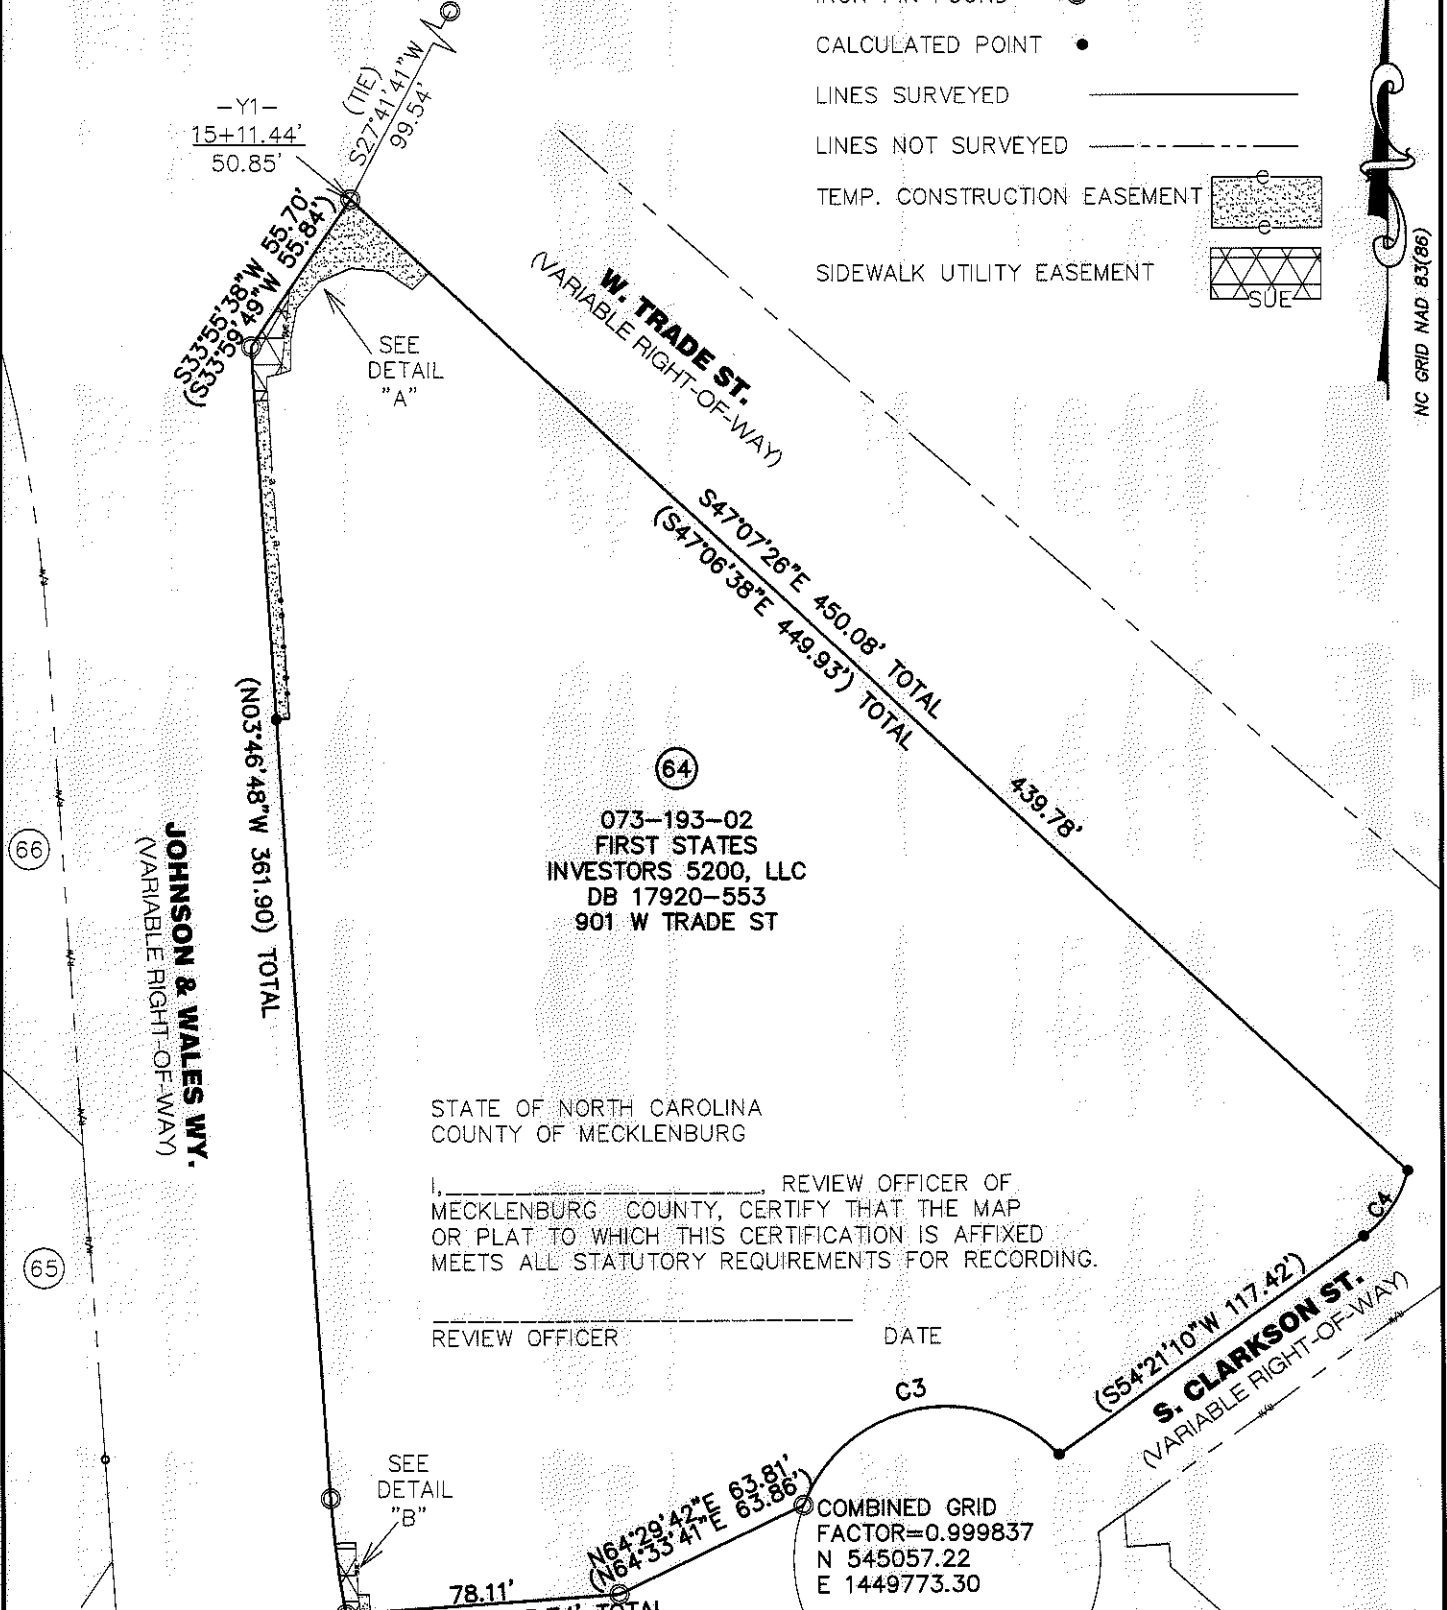 CALCULATED POINT
LINES SURVEYED
LINES NOT SURVEYED
TEMP. CONSTRUCTION EASEMENT
e
e
SIDEWALK UTILITY EASEMENT
SUE
NC GRID NAD 83(86)
(TIE)
S27°41'41"W
99.54'
-Y1-
15+11.44'
50.85'
S33°55'38"W 55.70'
(S33°59'49"W 55.84')
SEE
DETAIL
"A"
W. TRADE ST.
(VARIABLE RIGHT-OF-WAY)
S47°07'26"E 450.08' TOTAL
(S47°06'38"E 449.93') TOTAL
439.78'
(N03°46'48"W 361.90) TOTAL
64
073-193-02
FIRST STATES
INVESTORS 5200, LLC
DB 17920-553
901 W TRADE ST
66
JOHNSON & WALES WY.
(VARIABLE RIGHT-OF-WAY)
65
STATE OF NORTH CAROLINA
COUNTY OF MECKLENBURG
I,______________________, REVIEW OFFICER OF
MECKLENBURG COUNTY, CERTIFY THAT THE MAP
OR PLAT TO WHICH THIS CERTIFICATION IS AFFIXED
MEETS ALL STATUTORY REQUIREMENTS FOR RECORDING.
REVIEW OFFICER DATE
C4
(S54°21'10"W 117.42')
S. CLARKSON ST.
(VARIABLE RIGHT-OF-WAY)
C3
SEE
DETAIL
"B"
N64°29'42"E 63.81'
(N64°33'41"E 63.86')
COMBINED GRID
FACTOR=0.999837
N 545057.22
E 1449773.30
78.11'
TOTAL